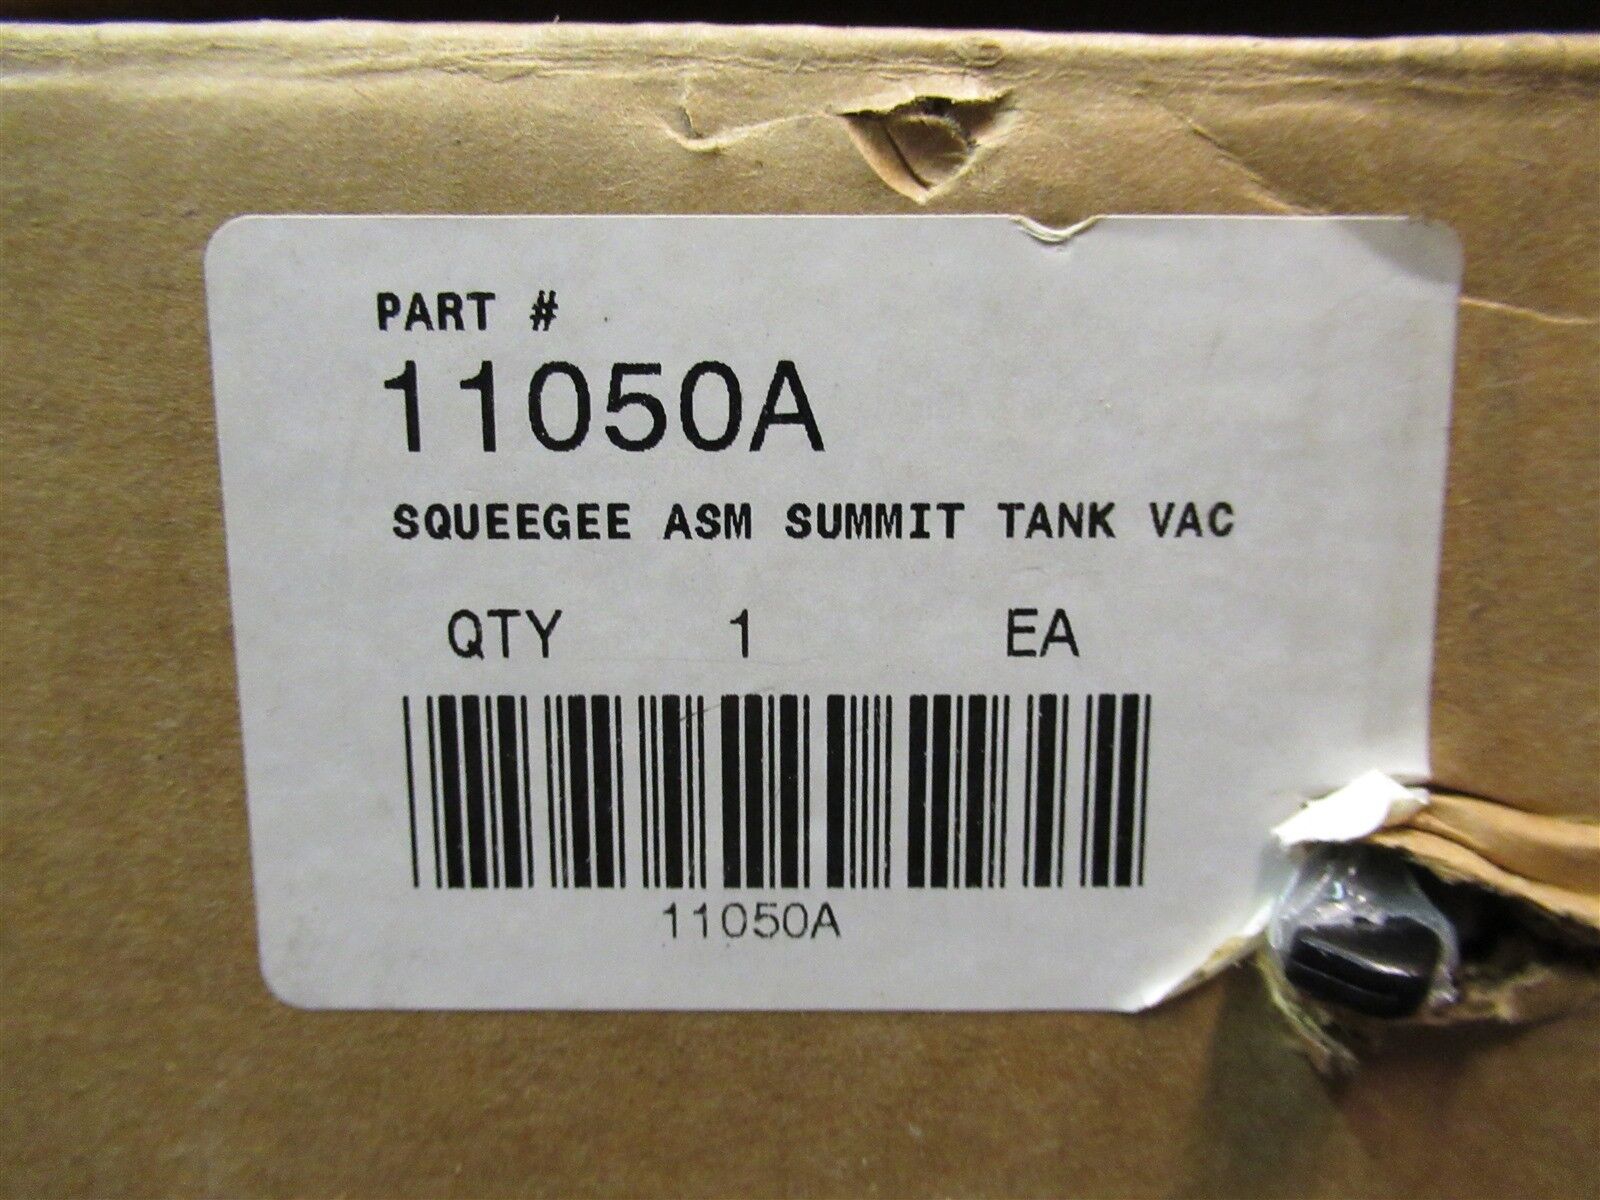 PART #
11050A
SQUEEGEE ASM SUMMIT TANK VAC
QTY 1 EA
11050A